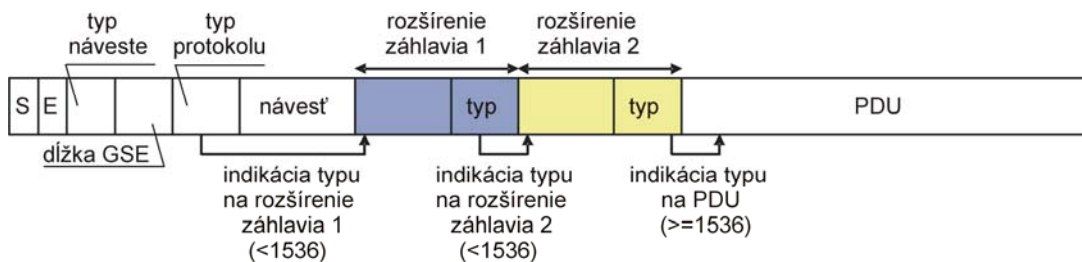 typ
náveste
typ
protokolu
rozšírenie
záhlavia 1
rozšírenie
záhlavia 2
S E návesť typ typ PDU
dĺžka GSE
indikácia typu
na rozšírenie
záhlavia 1
(<1536)
indikácia typu
na rozšírenie
záhlavia 2
(<1536)
indikácia typu
na PDU
(>=1536)